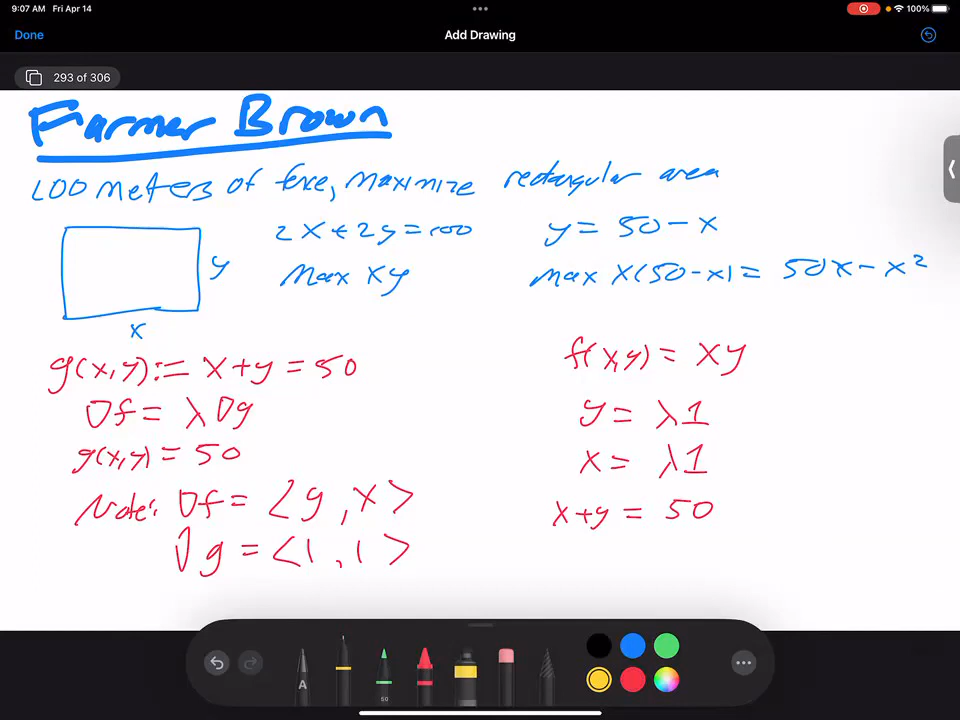 9:07 AM Fri Apr 14
100%
Done
Add Drawing
293 of 306
Farmer Brown
100 meters of fence, maximize rectangular area
2x+2y=100
y = 50-x
y
max xy
max x(50-x) = 50x-x²
x
g(x,y):= x+y = 50
f(x,y) = xy
∇f = λ∇g
y = λ1
g(x,y) = 50
x = λ1
Note: ∇f = <y, x>
x+y = 50
∇g = <1, 1>
A
50